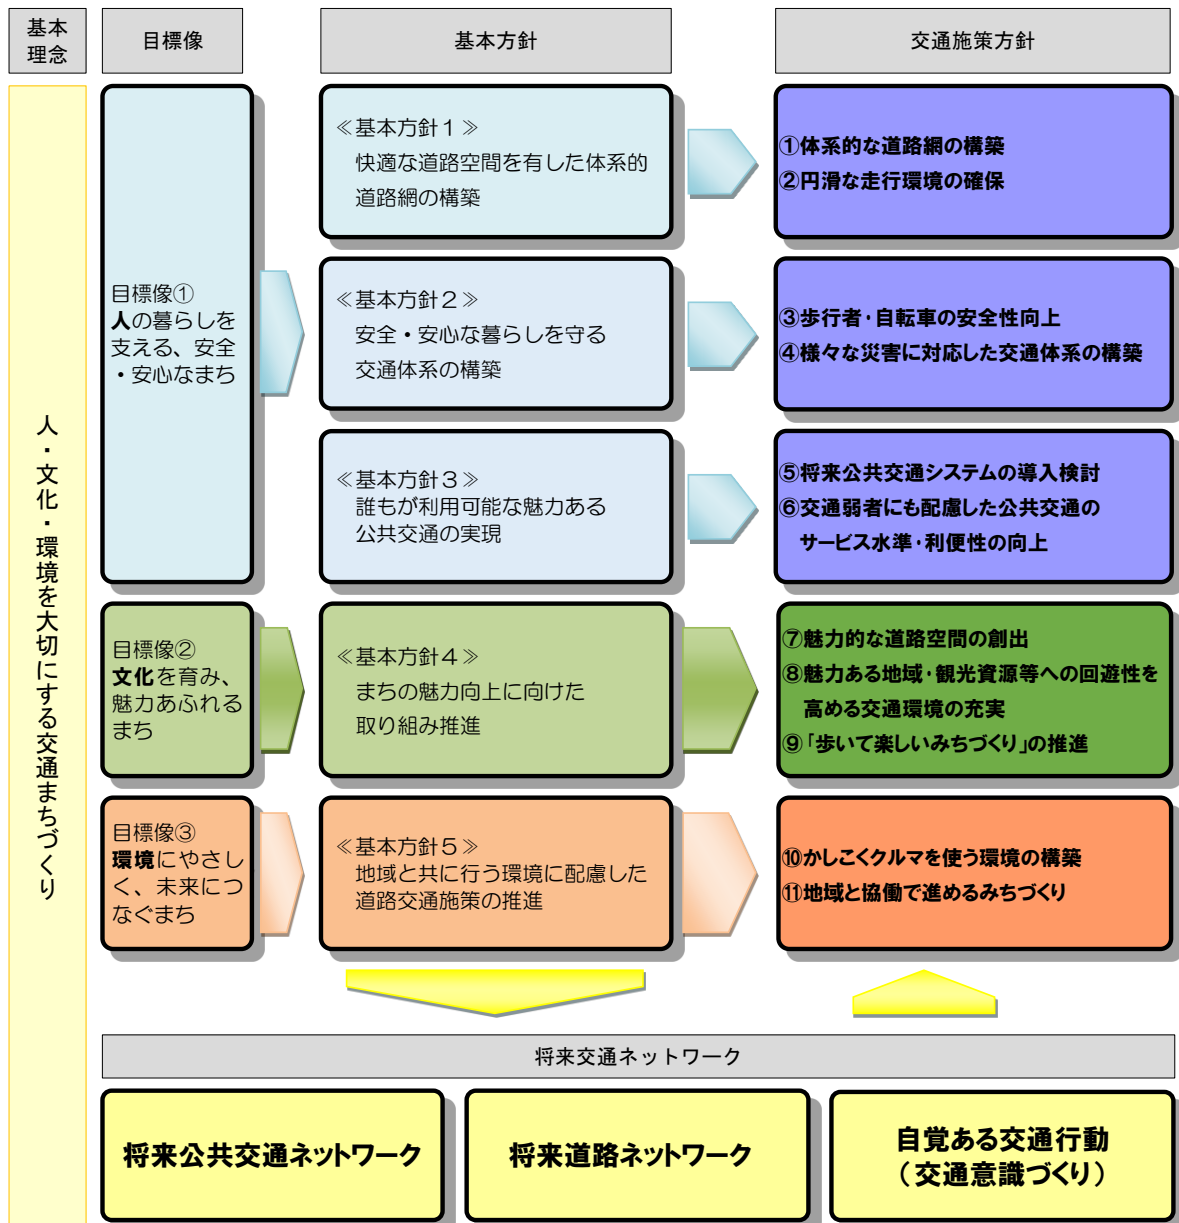 基本
理念
目標像
基本方針
交通施策方針
人・文化・環境を大切にする交通まちづくり
目標像①
人の暮らしを
支える、安全
・安心なまち
≪基本方針１≫
快適な道路空間を有した体系的
道路網の構築
①体系的な道路網の構築
②円滑な走行環境の確保
≪基本方針２≫
安全・安心な暮らしを守る
交通体系の構築
③歩行者・自転車の安全性向上
④様々な災害に対応した交通体系の構築
≪基本方針３≫
誰もが利用可能な魅力ある
公共交通の実現
⑤将来公共交通システムの導入検討
⑥交通弱者にも配慮した公共交通の
サービス水準・利便性の向上
目標像②
文化を育み、
魅力あふれる
まち
≪基本方針４≫
まちの魅力向上に向けた
取り組み推進
⑦魅力的な道路空間の創出
⑧魅力ある地域・観光資源等への回遊性を
高める交通環境の充実
⑨「歩いて楽しいみちづくり」の推進
目標像③
環境にやさし
く、未来につ
なぐまち
≪基本方針５≫
地域と共に行う環境に配慮した
道路交通施策の推進
⑩かしこくクルマを使う環境の構築
⑪地域と協働で進めるみちづくり
将来交通ネットワーク
将来公共交通ネットワーク
将来道路ネットワーク
自覚ある交通行動
（交通意識づくり）